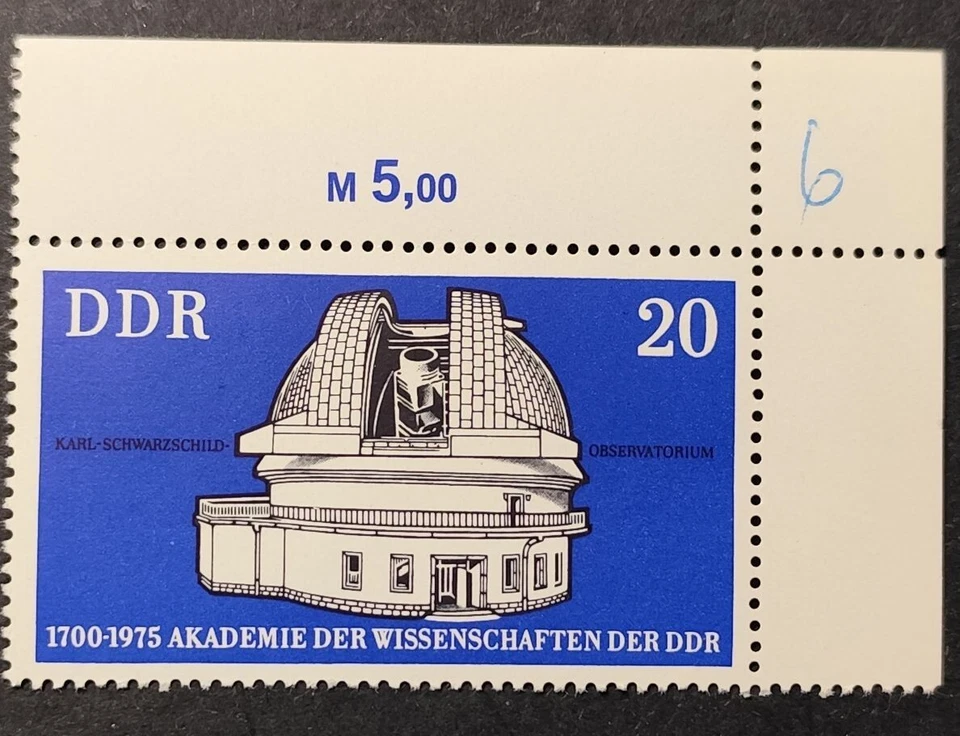 M 5,00
6
DDR 20
KARL-SCHWARZSCHILD- OBSERVATORIUM
1700-1975 AKADEMIE DER WISSENSCHAFTEN DER DDR